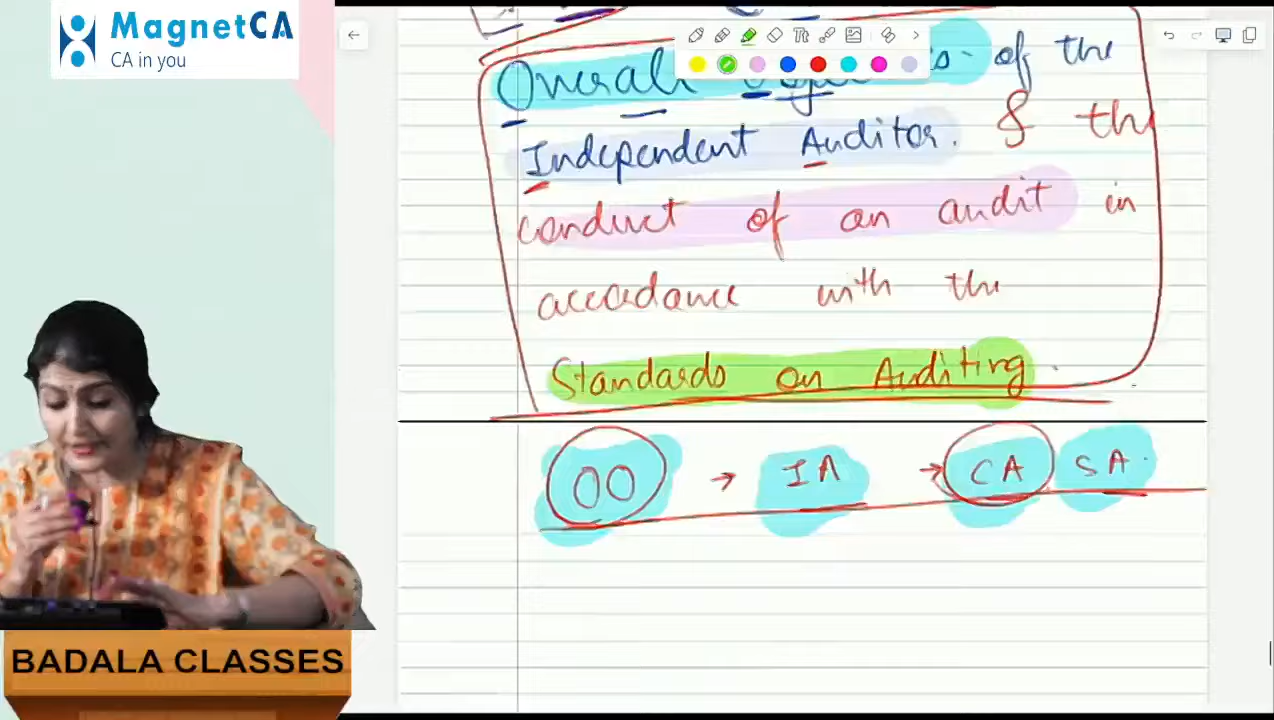 MagnetCA
CA in you
Overall of the
Independent Auditor. & the
conduct of an audit in
accordance with the
Standards on Auditing.
OO → IA → CA SA.
BADALA CLASSES